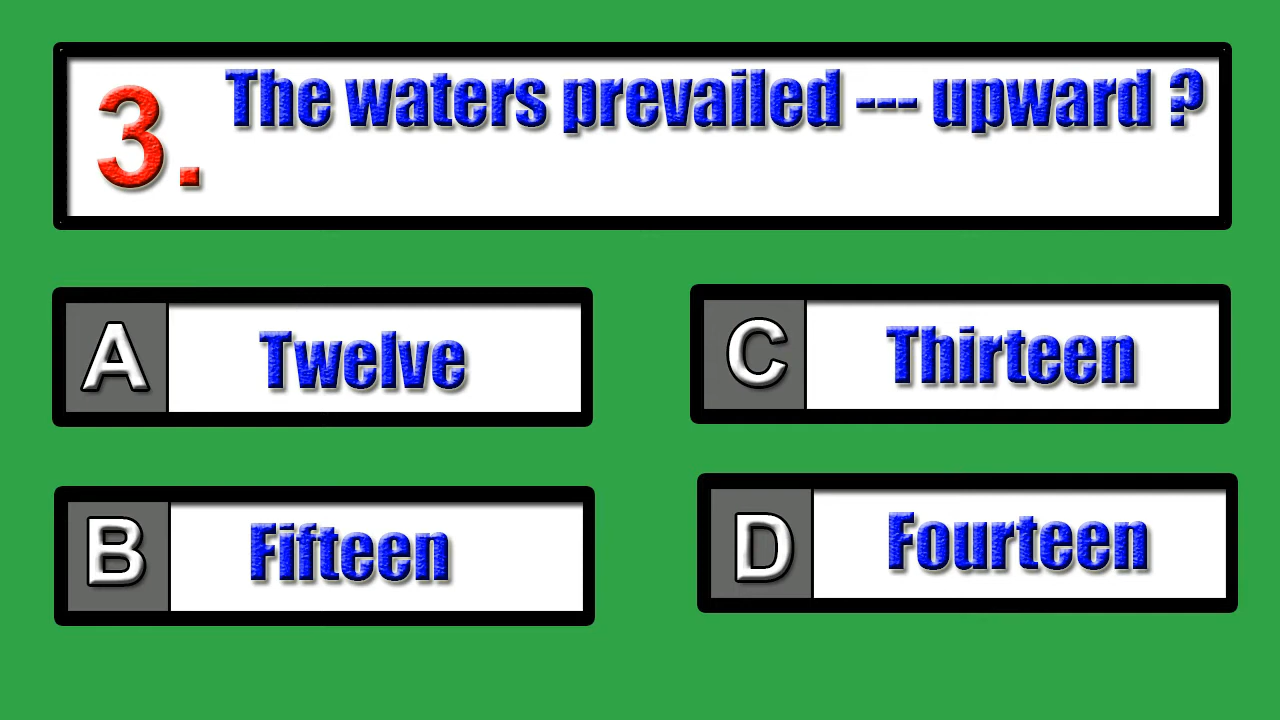 3. The waters prevailed --- upward ?
A Twelve
C Thirteen
B Fifteen
D Fourteen